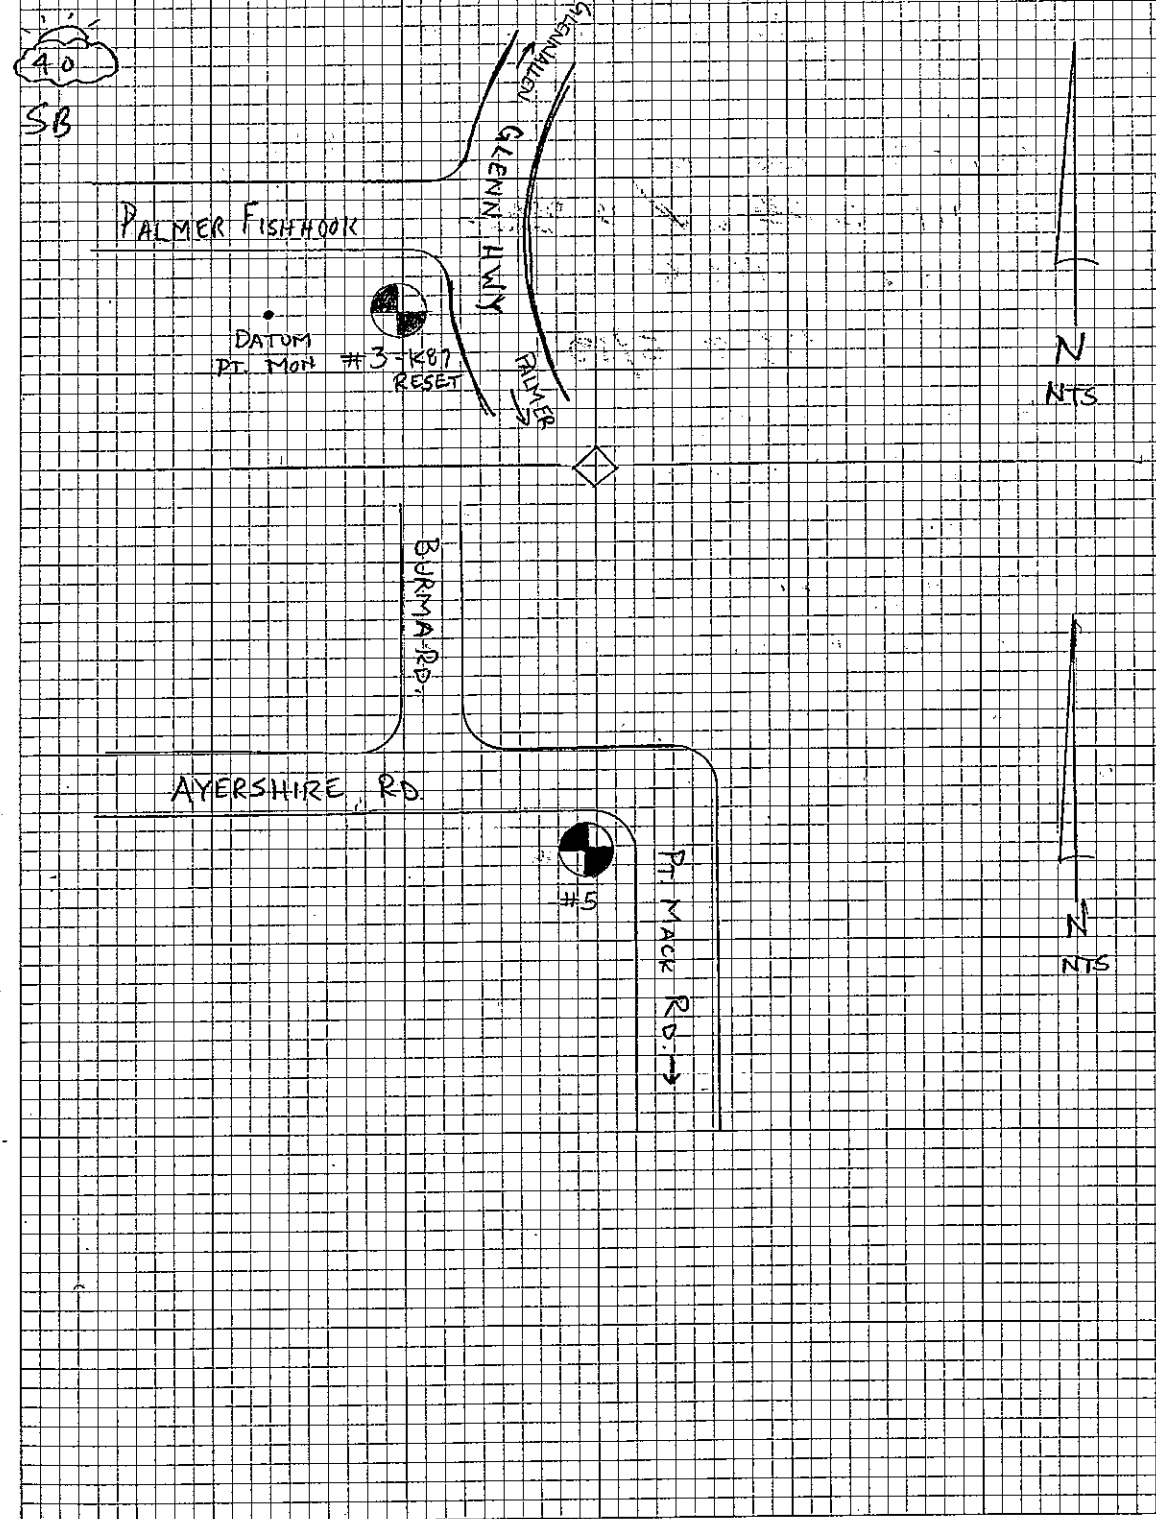 40
SB
GLENNALLEN
GLENN HWY
PALMER FISHHOOK
DATUM
PT. MON
#3-K87
RESET
PALMER
N
NTS
BURMA RD.
AYERSHIRE RD.
#5
PT MACK RD.
N
NTS